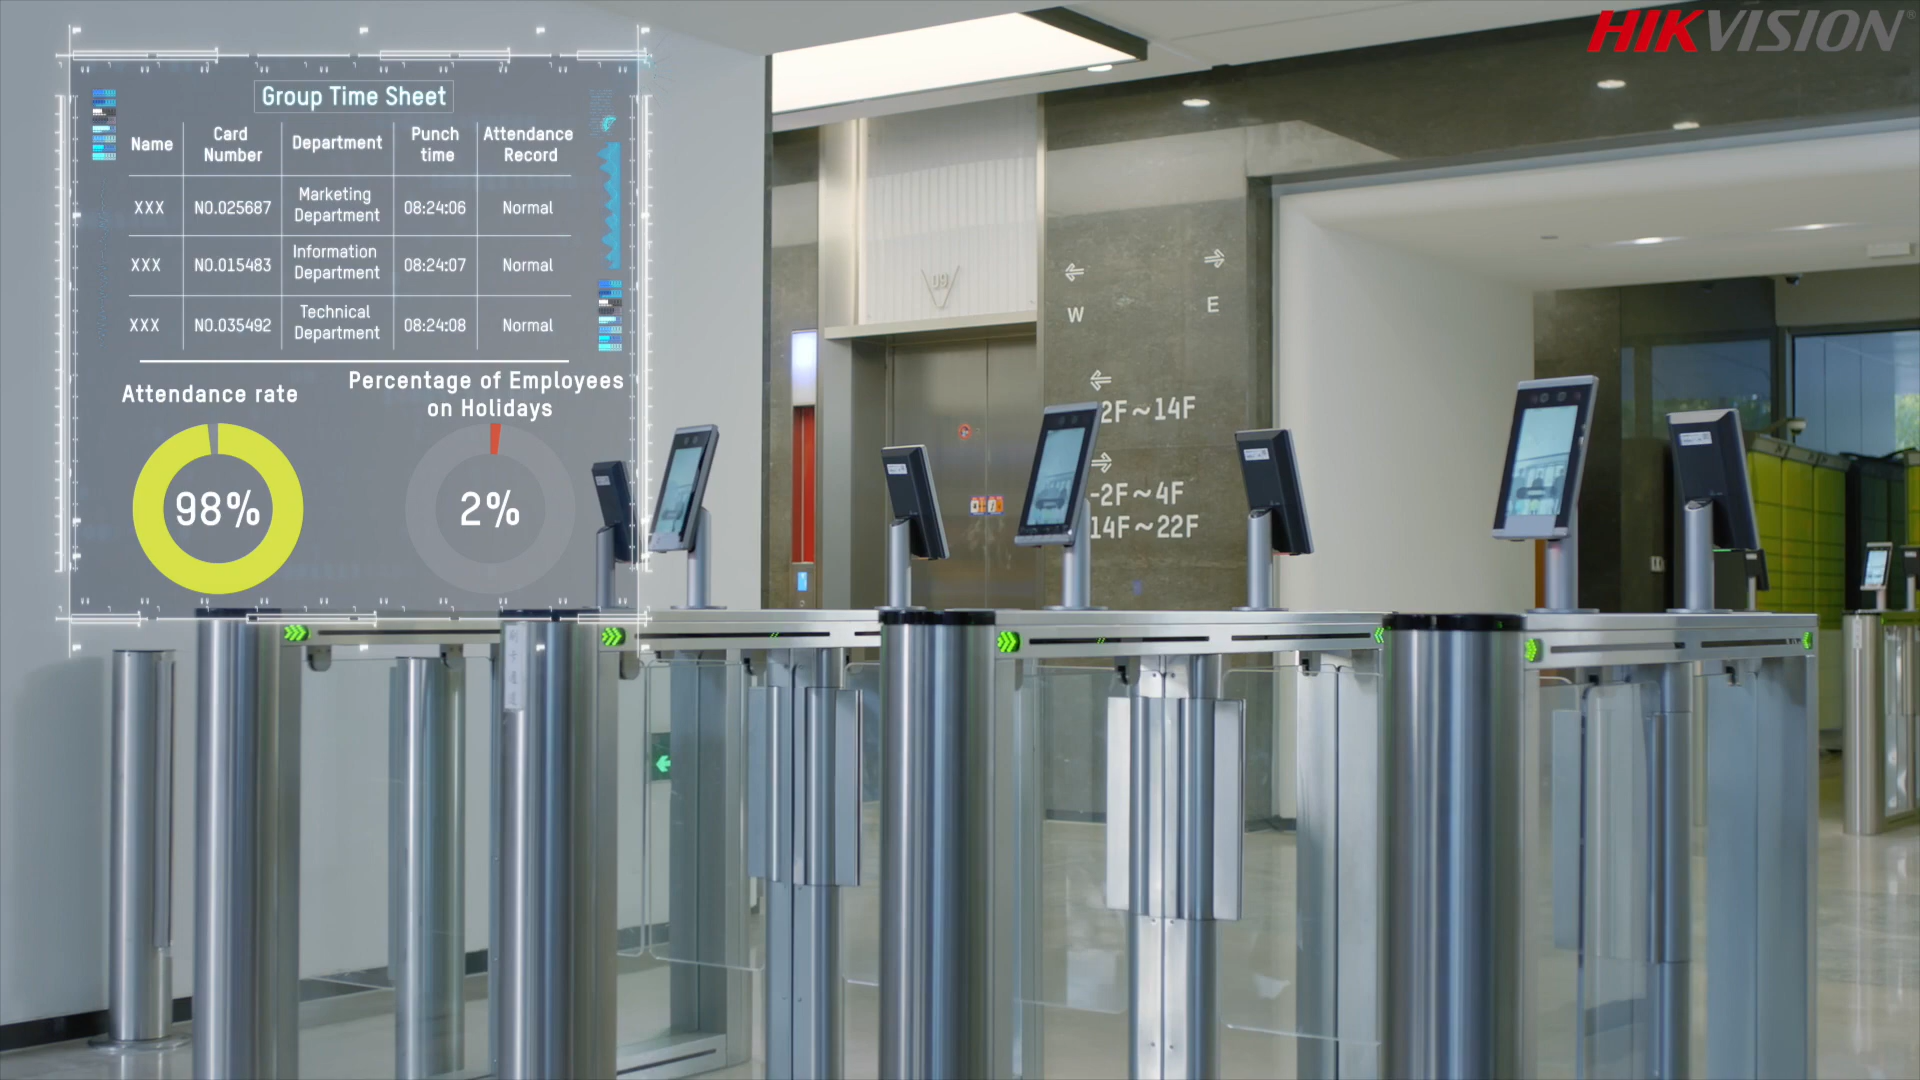 HIKVISION®
Group Time Sheet
Name
Card
Number
Department
Punch
time
Attendance
Record
XXX
NO.025687
Marketing
Department
08:24:06
Normal
XXX
NO.015483
Information
Department
08:24:07
Normal
XXX
NO.035492
Technical
Department
08:24:08
Normal
Attendance rate
Percentage of Employees
on Holidays
98%
2%
09
W
E
2F~14F
-2F~4F
14F~22F